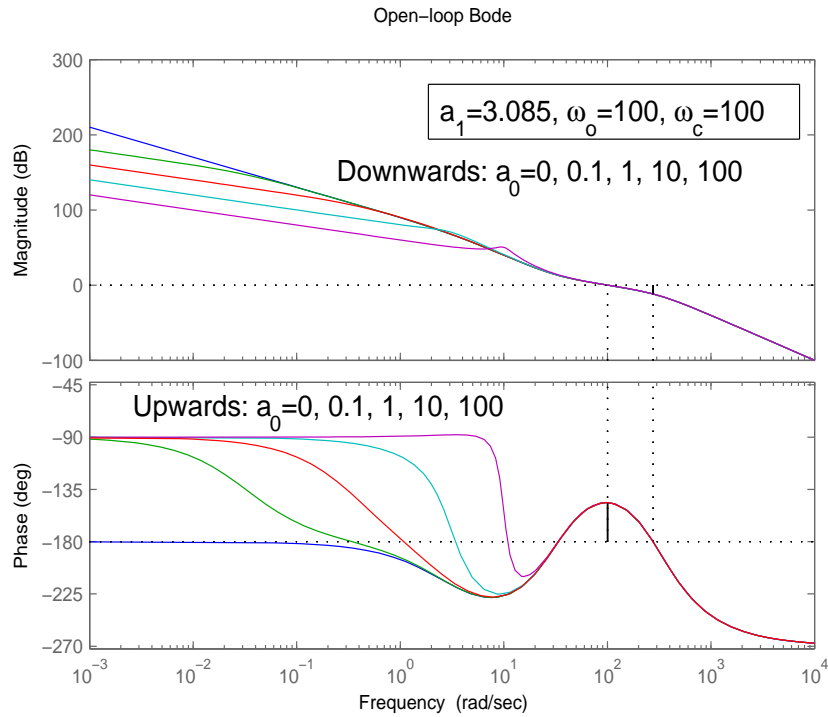 Open−loop Bode
300
200
100
0
−100
Magnitude (dB)
a1=3.085, ωo=100, ωc=100
Downwards: a0=0, 0.1, 1, 10, 100
−45
−90
−135
−180
−225
−270
Phase (deg)
Upwards: a0=0, 0.1, 1, 10, 100
10−3 10−2 10−1 100 101 102 103 104
Frequency (rad/sec)